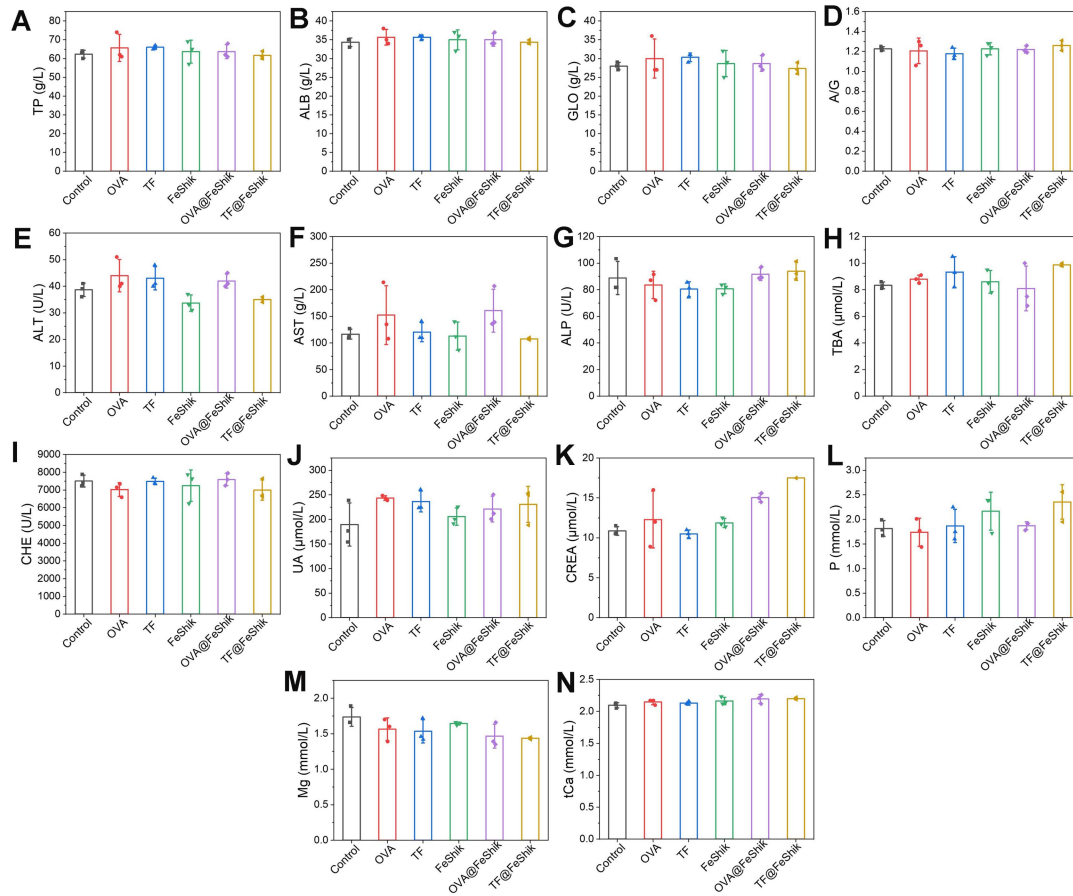 A
TP (g/L)
80
70
60
50
40
30
20
10
0
Control
OVA
TF
FeShik
OVA@FeShik
TF@FeShik
B
ALB (g/L)
40
35
30
25
20
15
10
5
0
Control
OVA
TF
FeShik
OVA@FeShik
TF@FeShik
C
GLO (g/L)
40
35
30
25
20
15
10
5
0
Control
OVA
TF
FeShik
OVA@FeShik
TF@FeShik
D
A/G
1.6
1.4
1.2
1.0
0.8
0.6
0.4
0.2
0.0
Control
OVA
TF
FeShik
OVA@FeShik
TF@FeShik
E
ALT (U/L)
60
50
40
30
20
10
0
Control
OVA
TF
FeShik
OVA@FeShik
TF@FeShik
F
AST (g/L)
300
250
200
150
100
50
0
Control
OVA
TF
FeShik
OVA@FeShik
TF@FeShik
G
ALP (U/L)
120
100
80
60
40
20
0
Control
OVA
TF
FeShik
OVA@FeShik
TF@FeShik
H
TBA (μmol/L)
12
10
8
6
4
2
0
Control
OVA
TF
FeShik
OVA@FeShik
TF@FeShik
I
CHE (U/L)
9000
8000
7000
6000
5000
4000
3000
2000
1000
0
Control
OVA
TF
FeShik
OVA@FeShik
TF@FeShik
J
UA (μmol/L)
300
250
200
150
100
50
0
Control
OVA
TF
FeShik
OVA@FeShik
TF@FeShik
K
CREA (μmol/L)
20
15
10
5
0
Control
OVA
TF
FeShik
OVA@FeShik
TF@FeShik
L
P (mmol/L)
3.0
2.5
2.0
1.5
1.0
0.5
0.0
Control
OVA
TF
FeShik
OVA@FeShik
TF@FeShik
M
Mg (mmol/L)
2.0
1.5
1.0
0.5
0.0
Control
OVA
TF
FeShik
OVA@FeShik
TF@FeShik
N
tCa (mmol/L)
2.5
2.0
1.5
1.0
0.5
0.0
Control
OVA
TF
FeShik
OVA@FeShik
TF@FeShik